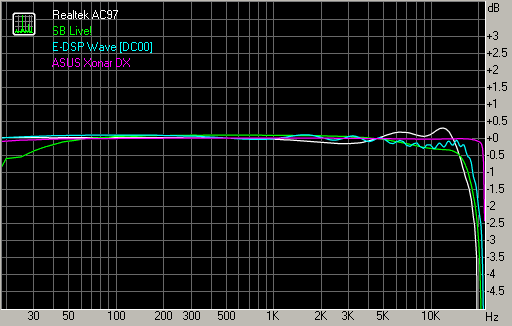 dB
Realtek AC97
SB Live!
E-DSP Wave [DC00]
ASUS Xonar DX
+3
+2.5
+2
+1.5
+1
+0.5
+0
-0.5
-1
-1.5
-2
-2.5
-3
-3.5
-4
-4.5
30 50 100 200 300 500 1K 2K 3K 5K 10K Hz